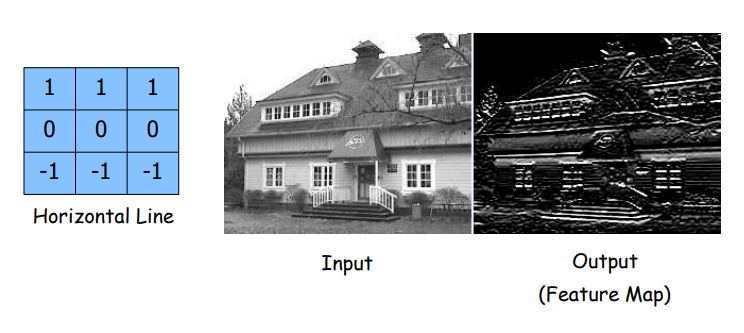 1 1 1
0 0 0
-1 -1 -1
Horizontal Line
Input
Output
(Feature Map)